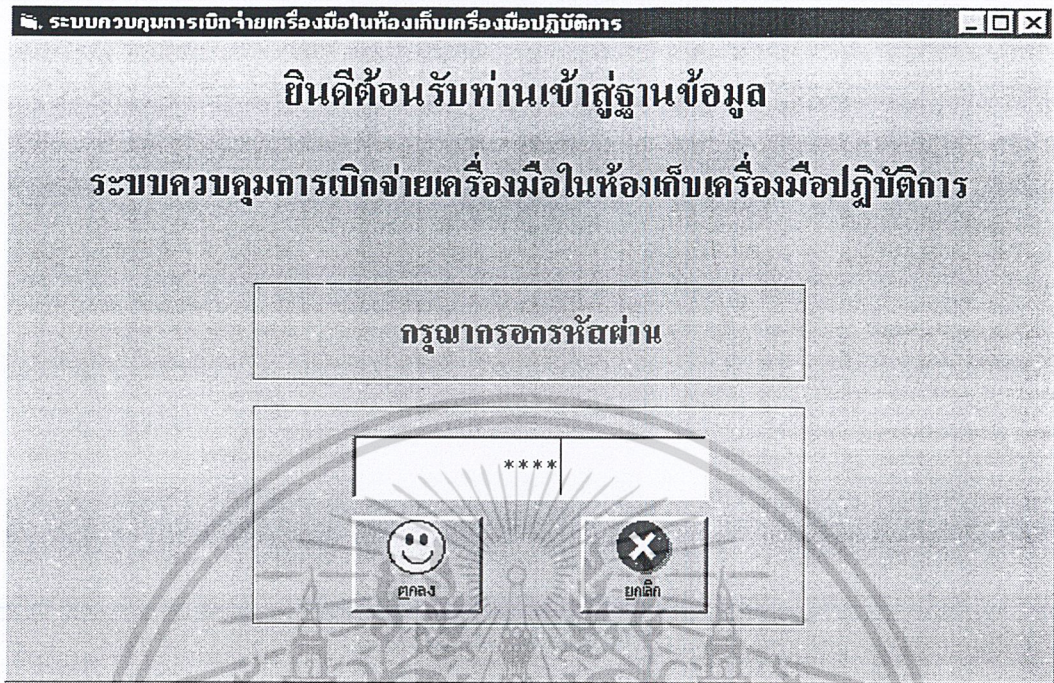 ระบบควบคุมการเบิกจ่ายเครื่องมือในห้องเก็บเครื่องมือปฏิบัติการ
ยินดีต้อนรับท่านเข้าสู่ฐานข้อมูล
ระบบควบคุมการเบิกจ่ายเครื่องมือในห้องเก็บเครื่องมือปฏิบัติการ
กรุณากรอกรหัสผ่าน
****
ตกลง
ยกเลิก